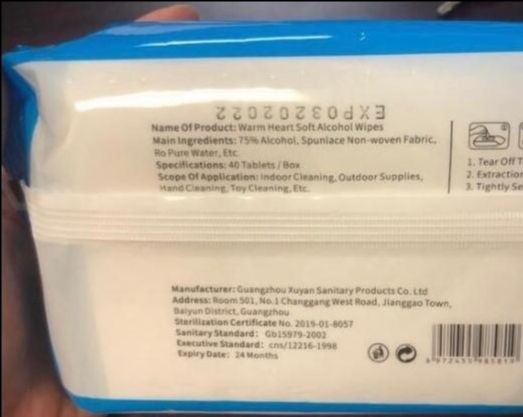 EXP03202022
Name Of Product: Warm Heart Soft Alcohol Wipes
Main Ingredients: 75% Alcohol, Spunlace Non-woven Fabric,
Ro Pure Water, Etc.
Specifications: 40 Tablets / Box
Scope Of Application: Indoor Cleaning, Outdoor Supplies,
Hand Cleaning, Toy Cleaning, Etc.
1. Tear Off T
2. Extraction
3. Tightly Se
Manufacturer: Guangzhou Xuyan Sanitary Products Co. Ltd
Address: Room 501, No.1 Changgang West Road, Jianggao Town,
Baiyun District, Guangzhou
Sterilization Certificate No. 2019-01-8057
Sanitary Standard: Gb15979-2002
Executive Standard: cns/12216-1998
Expiry Date: 24 Months